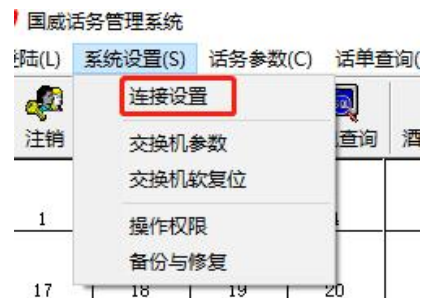 国威话务管理系统
陆(L) 系统设置(S) 话务参数(C) 话单查询(
连接设置
注销 查询 酒
交换机参数
交换机软复位
1
操作权限
备份与修复
17 18 19 20